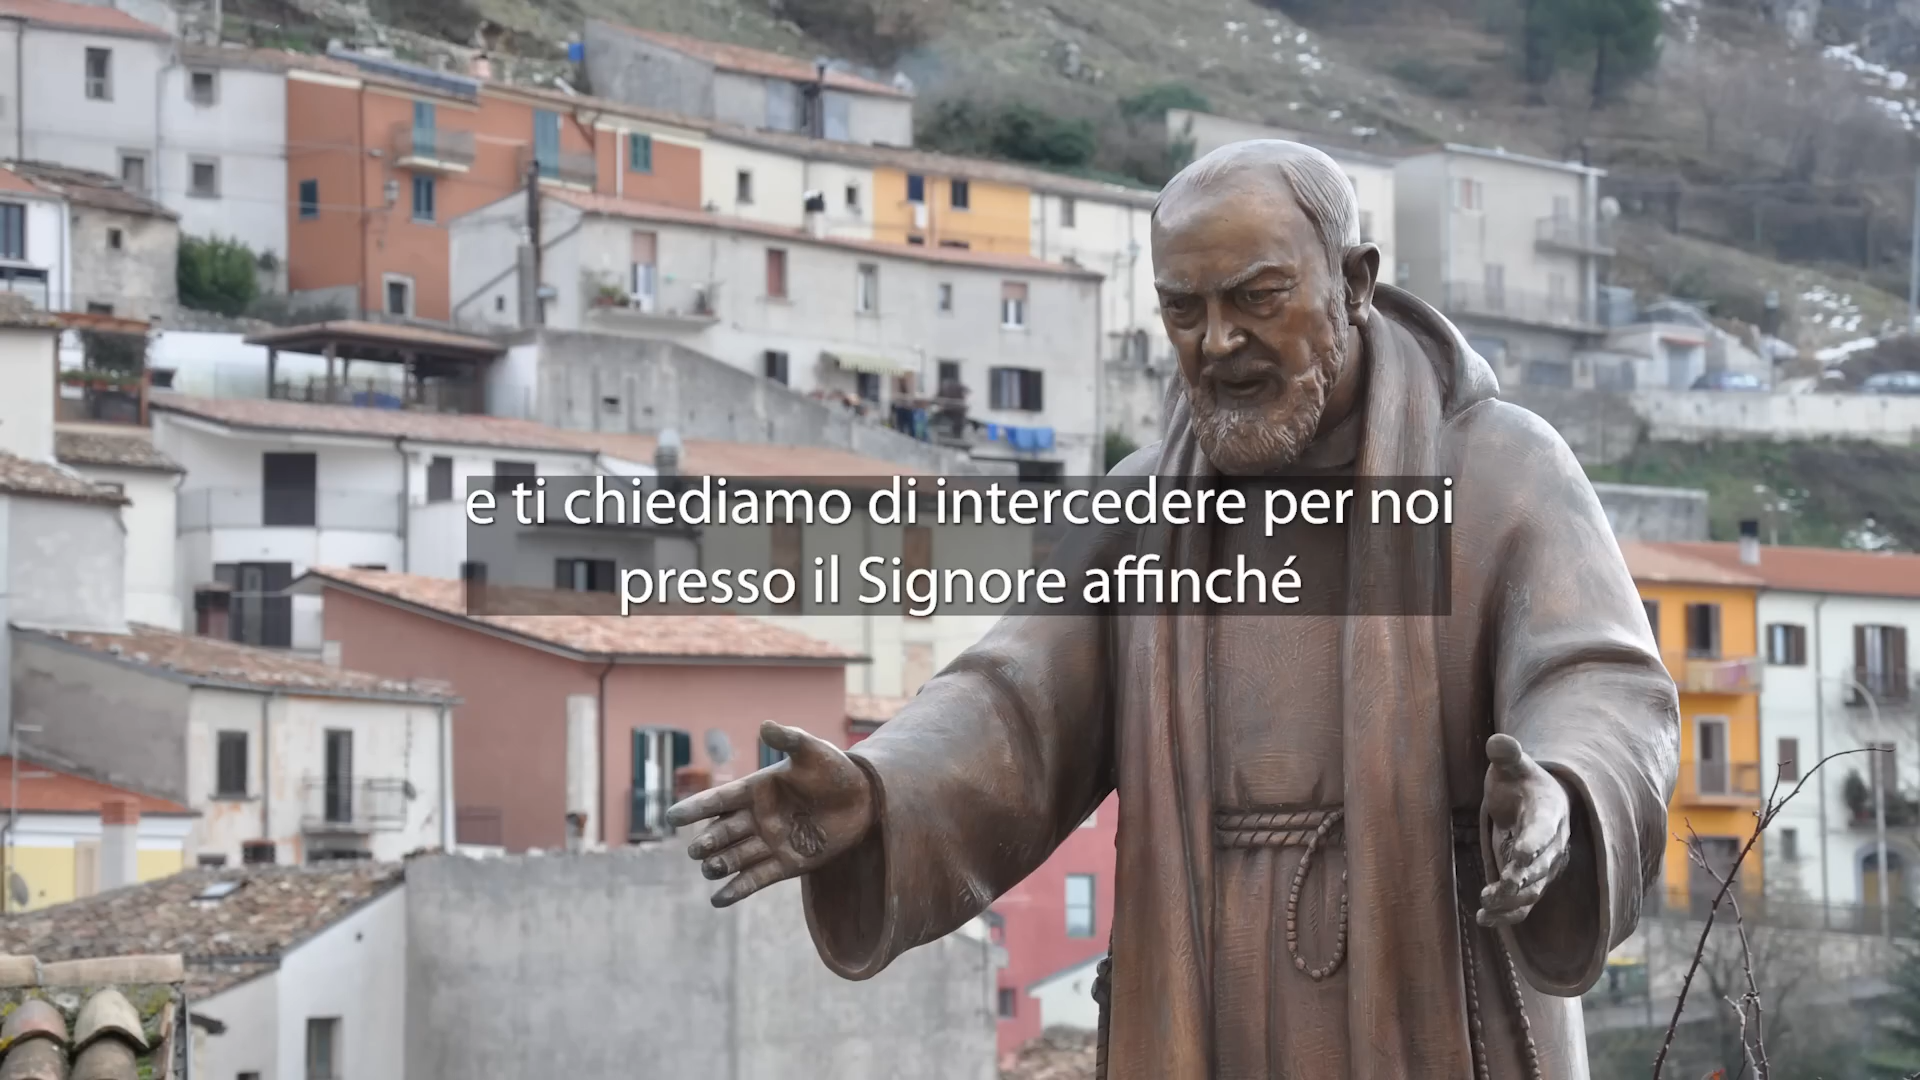 e ti chiediamo di intercedere per noi
presso il Signore affinché